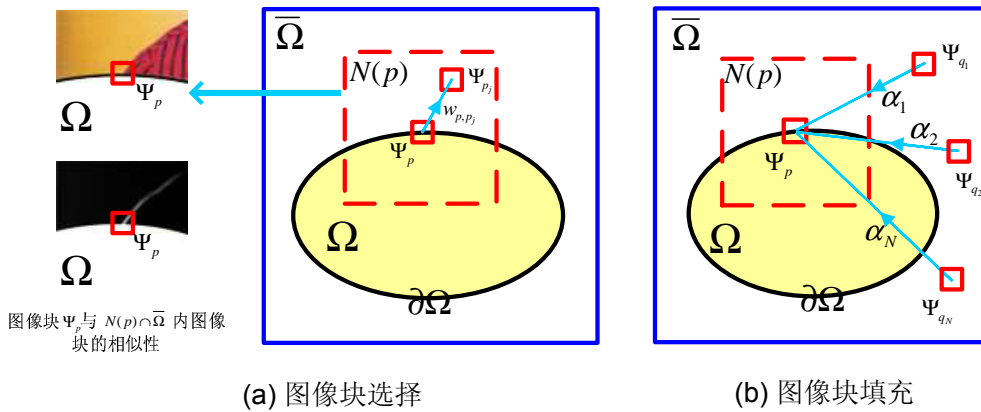 Ψ_p
Ω
Ψ_p
Ω
图像块Ψ_p与 N(p)∩Ω̅ 内图像
块的相似性
Ω̅
N(p)
Ψ_{p_j}
w_{p,p_j}
Ψ_p
Ω
∂Ω
(a) 图像块选择
Ω̅
N(p)
Ψ_{q_1}
α_1
α_2
Ψ_p
Ψ_{q_2}
Ω
α_N
∂Ω
Ψ_{q_N}
(b) 图像块填充